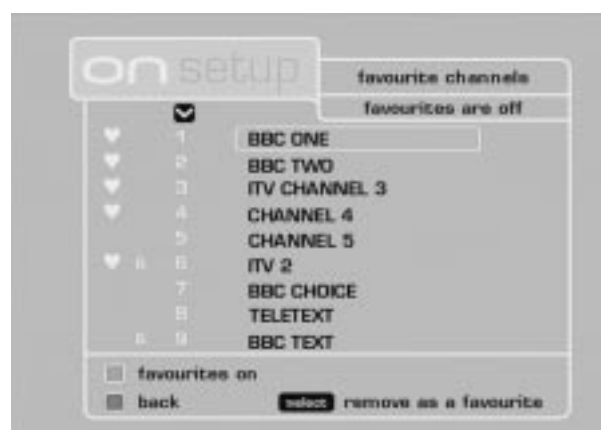 on setup
favourite channels
favourites are off
1 BBC ONE
2 BBC TWO
3 ITV CHANNEL 3
4 CHANNEL 4
5 CHANNEL 5
6 ITV 2
7 BBC CHOICE
8 TELETEXT
9 BBC TEXT
favourites on
back
select remove as a favourite